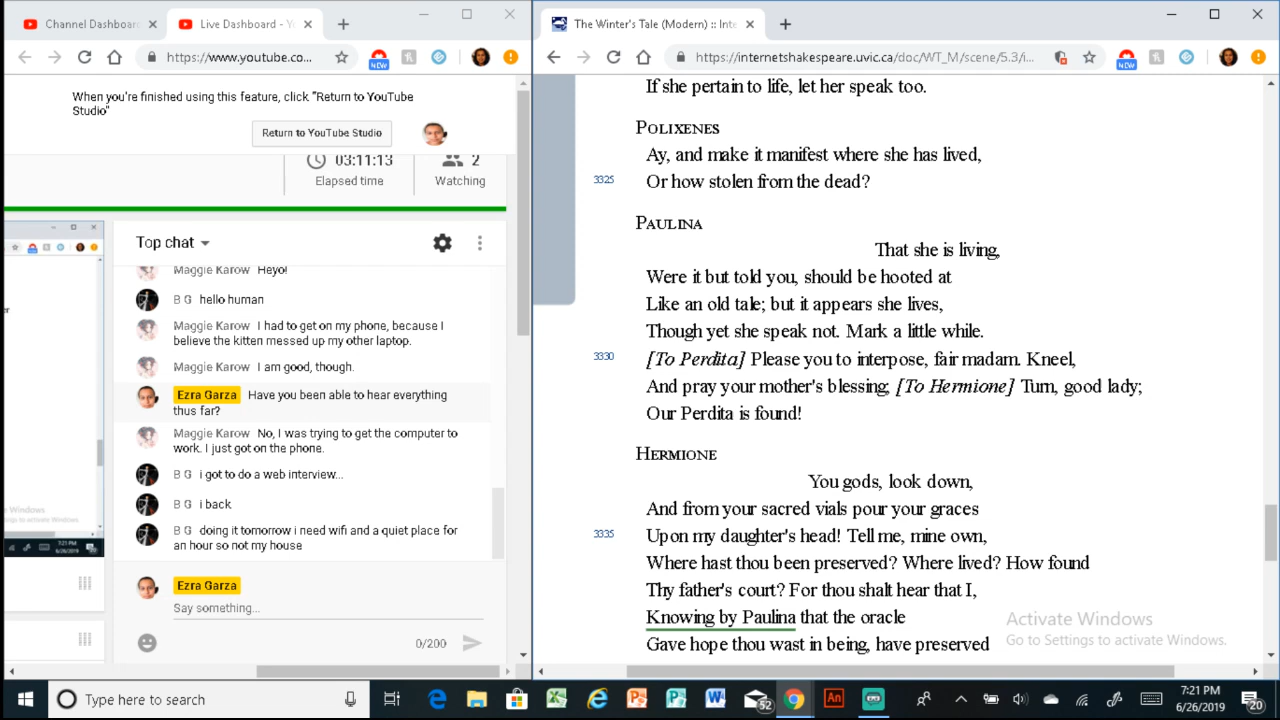 Channel Dashboard
Live Dashboard - Y
The Winter's Tale (Modern) :: Inte
https://www.youtube.co...
NEW
https://internetshakespeare.uvic.ca/doc/WT_M/scene/5.3/i...
NEW
When you're finished using this feature, click "Return to YouTube
Studio"
Return to YouTube Studio
03:11:13
2
Elapsed time
Watching
Top chat
Maggie Karow Heyo!
B G hello human
Maggie Karow I had to get on my phone, because I
believe the kitten messed up my other laptop.
Maggie Karow I am good, though.
Ezra Garza Have you been able to hear everything
thus far?
Maggie Karow No, I was trying to get the computer to
work. I just got on the phone.
B G i got to do a web interview...
B G i back
B G doing it tomorrow i need wifi and a quiet place for
an hour so not my house
Ezra Garza
Say something...
0/200
7:21 PM
6/26/2019
If she pertain to life, let her speak too.
POLIXENES
Ay, and make it manifest where she has lived,
3325 Or how stolen from the dead?
PAULINA
That she is living,
Were it but told you, should be hooted at
Like an old tale; but it appears she lives,
Though yet she speak not. Mark a little while.
3330 [To Perdita] Please you to interpose, fair madam. Kneel,
And pray your mother's blessing; [To Hermione] Turn, good lady;
Our Perdita is found!
HERMIONE
You gods, look down,
And from your sacred vials pour your graces
3335 Upon my daughter's head! Tell me, mine own,
Where hast thou been preserved? Where lived? How found
Thy father's court? For thou shalt hear that I,
Knowing by Paulina that the oracle
Gave hope thou wast in being, have preserved
Activate Windows
Go to Settings to activate Windows.
Type here to search
52
An
7:21 PM
6/26/2019
20